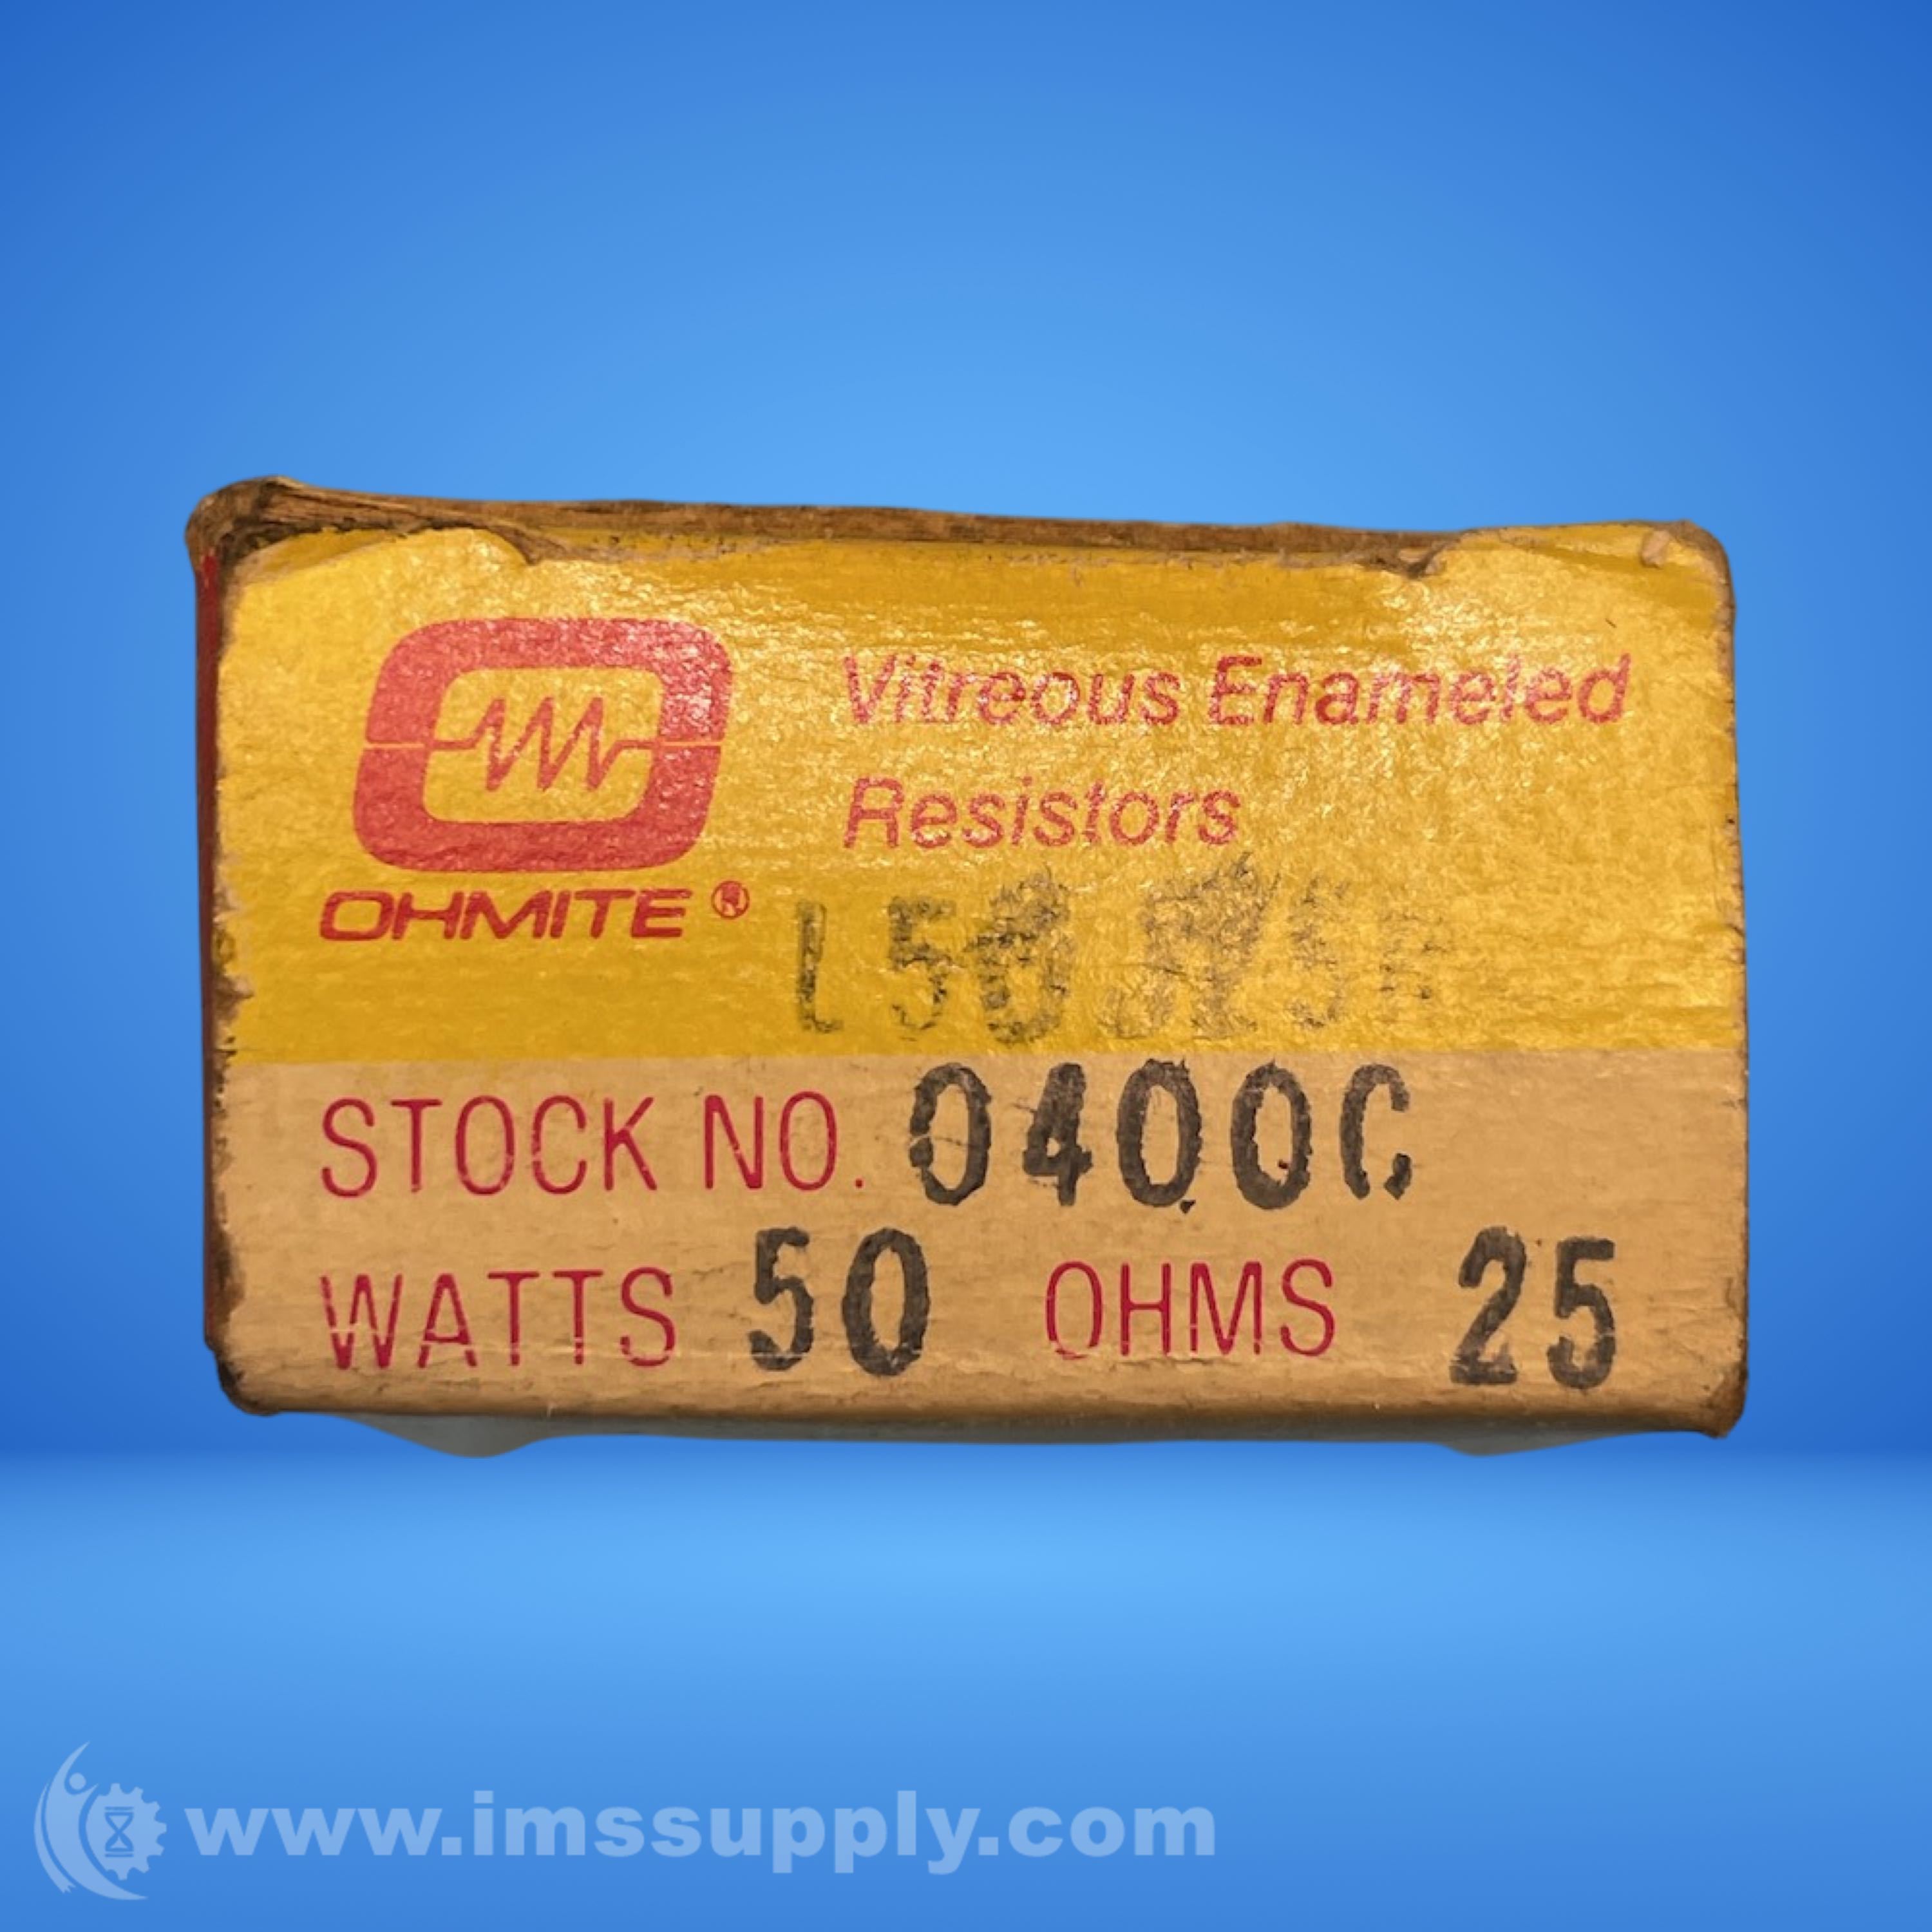 Vitreous Enameled
Resistors
OHMITE®
STOCK NO. 0400C
WATTS 50 OHMS 25
www.imssupply.com